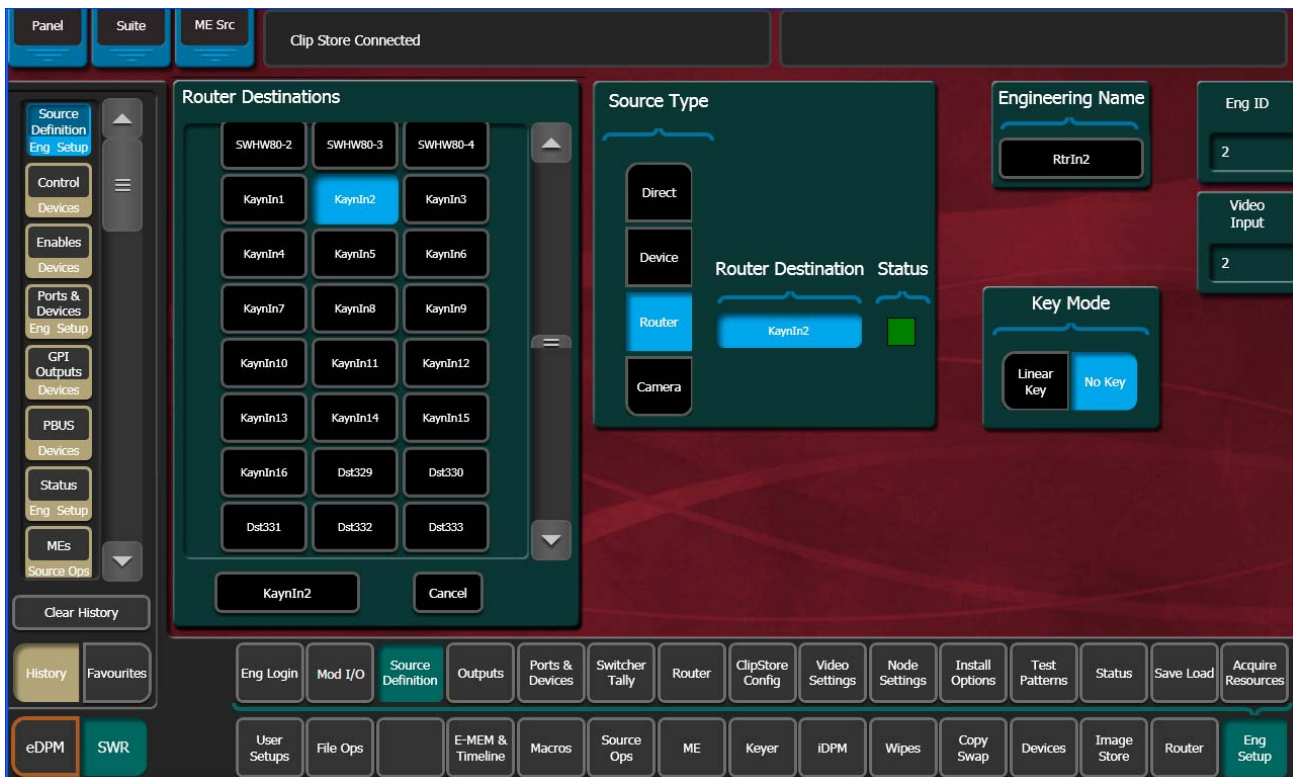 Panel
Suite
ME Src
Clip Store Connected
Source
Definition
Eng Setup
Control
Devices
Enables
Devices
Ports &
Devices
Eng Setup
GPI
Outputs
Devices
PBUS
Devices
Status
Eng Setup
MEs
Source Ops
Clear History
History
Favourites
eDPM
SWR
Router Destinations
SWHW80-2
SWHW80-3
SWHW80-4
KaynIn1
KaynIn2
KaynIn3
KaynIn4
KaynIn5
KaynIn6
KaynIn7
KaynIn8
KaynIn9
KaynIn10
KaynIn11
KaynIn12
KaynIn13
KaynIn14
KaynIn15
KaynIn16
Dst329
Dst330
Dst331
Dst332
Dst333
KaynIn2
Cancel
Source Type
Direct
Device
Router
Camera
Router Destination
Status
KaynIn2
Engineering Name
RtrIn2
Key Mode
Linear
Key
No Key
Eng ID
2
Video
Input
2
Eng Login
Mod I/O
Source
Definition
Outputs
Ports &
Devices
Switcher
Tally
Router
ClipStore
Config
Video
Settings
Node
Settings
Install
Options
Test
Patterns
Status
Save Load
Acquire
Resources
User
Setups
File Ops
E-MEM &
Timeline
Macros
Source
Ops
ME
Keyer
iDPM
Wipes
Copy
Swap
Devices
Image
Store
Router
Eng
Setup